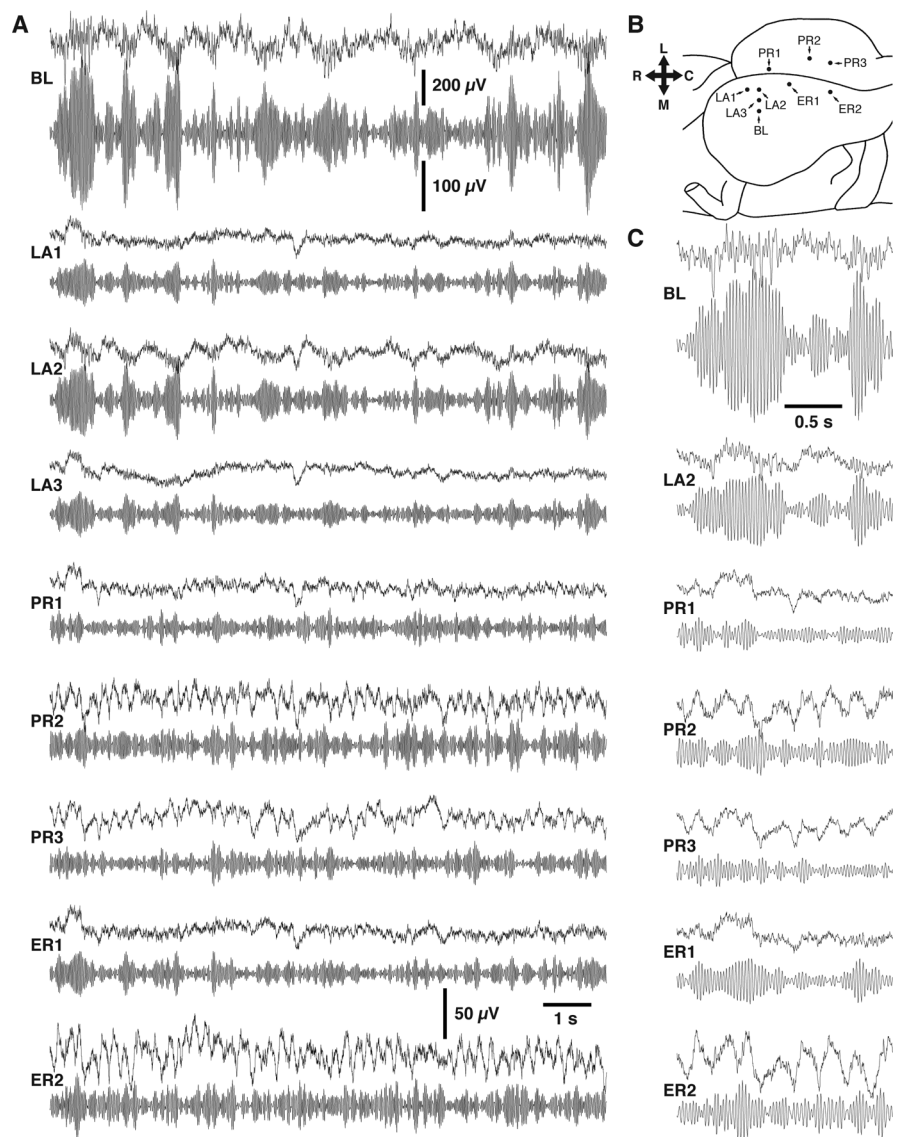 A
BL
200 µV
100 µV
LA1
LA2
LA3
PR1
PR2
PR3
ER1
50 µV
1 s
ER2
B
L
R
C
M
PR1
PR2
PR3
LA1
LA3
LA2
BL
ER1
ER2
C
BL
0.5 s
LA2
PR1
PR2
PR3
ER1
ER2